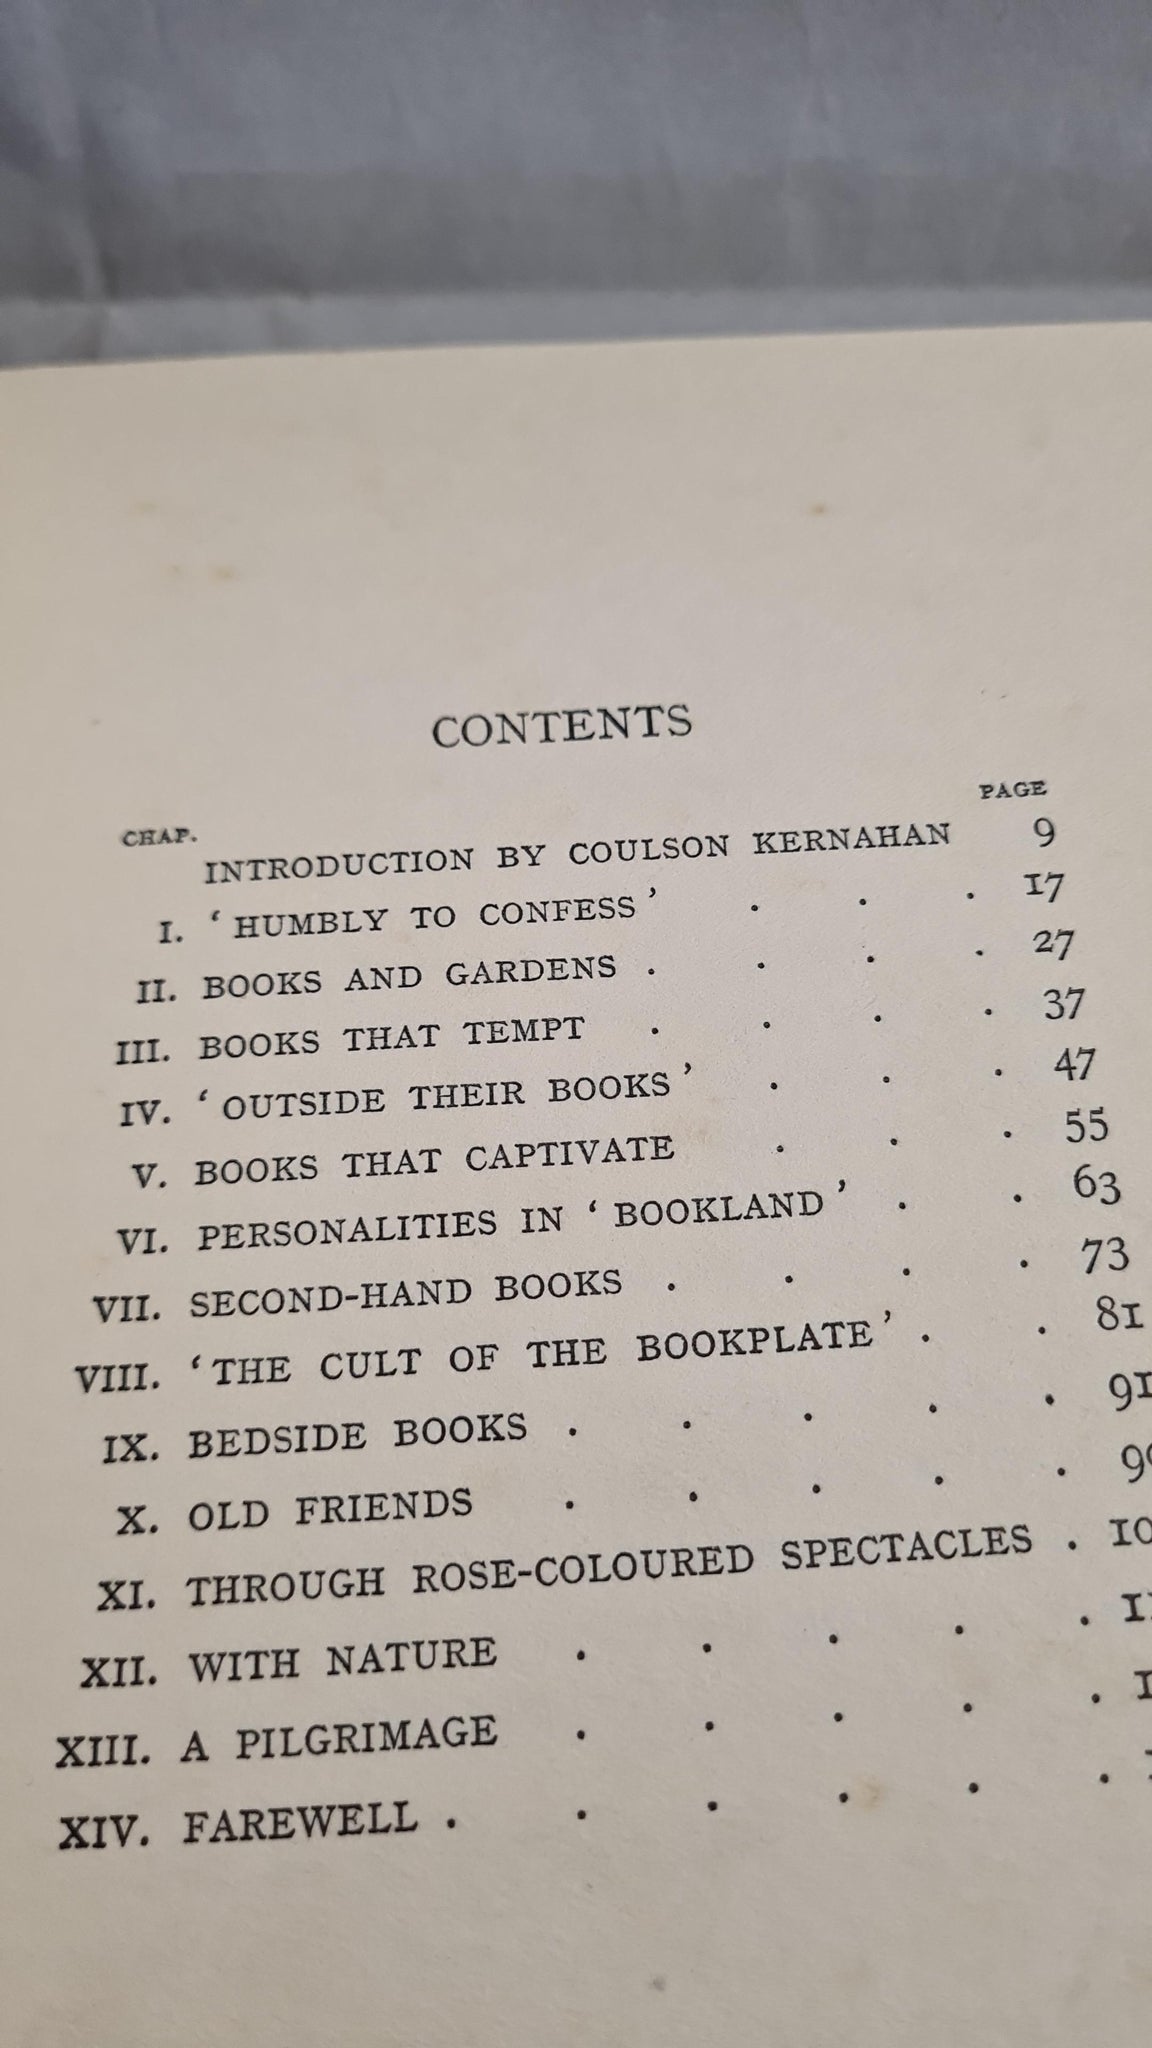 CONTENTS
CHAP. PAGE
INTRODUCTION BY COULSON KERNAHAN 9
I. ‘HUMBLY TO CONFESS’ . . . 17
II. BOOKS AND GARDENS . . . . 27
III. BOOKS THAT TEMPT . . . . 37
IV. ‘OUTSIDE THEIR BOOKS’ . . . 47
V. BOOKS THAT CAPTIVATE . . . 55
VI. PERSONALITIES IN ‘BOOKLAND’ . . 63
VII. SECOND-HAND BOOKS . . . . 73
VIII. ‘THE CULT OF THE BOOKPLATE’ . . 81
IX. BEDSIDE BOOKS . . . . . 91
X. OLD FRIENDS . . . . .
XI. THROUGH ROSE-COLOURED SPECTACLES .
XII. WITH NATURE . . . . .
XIII. A PILGRIMAGE . . . . .
XIV. FAREWELL . . . . . .